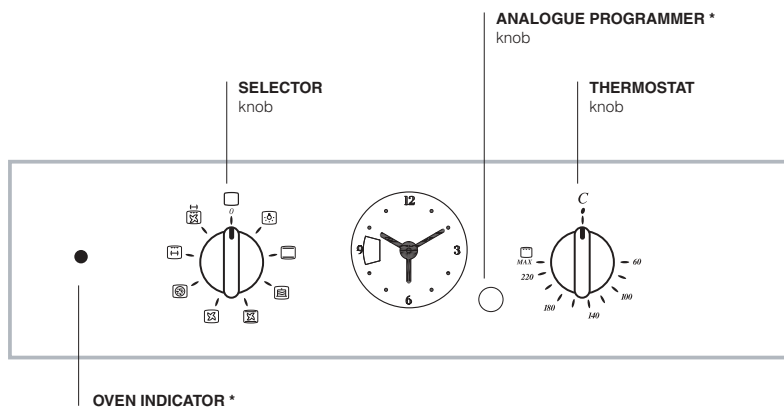 ANALOGUE PROGRAMMER *
knob
SELECTOR
knob
THERMOSTAT
knob
0
12
3
6
9
C
MAX
60
220
100
180
140
OVEN INDICATOR *